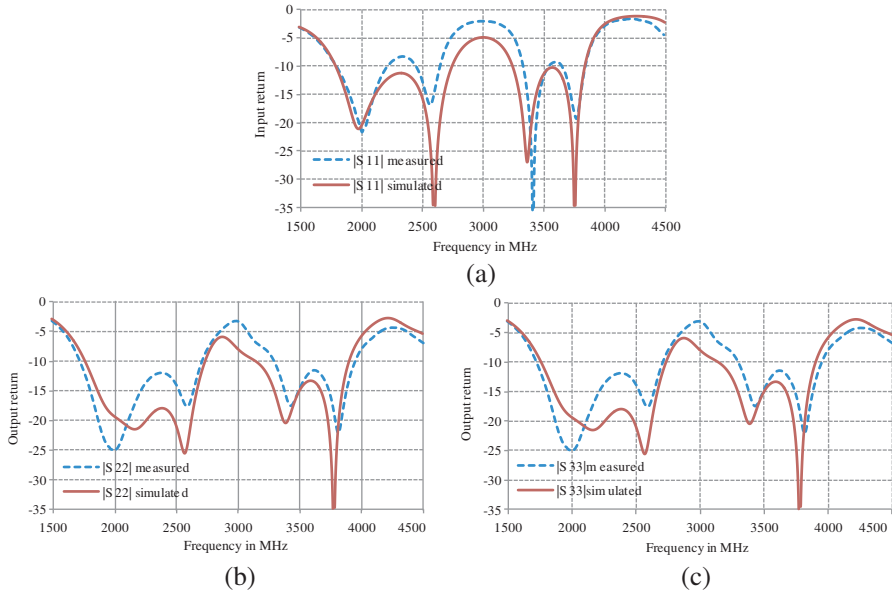 0
-5
-10
-15
-20
-25
-30
-35
Input return
|S 11| measured
|S 11| simulated
1500 2000 2500 3000 3500 4000 4500
Frequency in MHz
(a)
0
-5
-10
-15
-20
-25
-30
-35
Output return
|S 22| measured
|S 22| simulated
1500 2000 2500 3000 3500 4000 4500
Frequency in MHz
(b)
0
-5
-10
-15
-20
-25
-30
-35
Output return
|S 33|m easured
|S 33|sim ulated
1500 2000 2500 3000 3500 4000 4500
Frequency in MHz
(c)